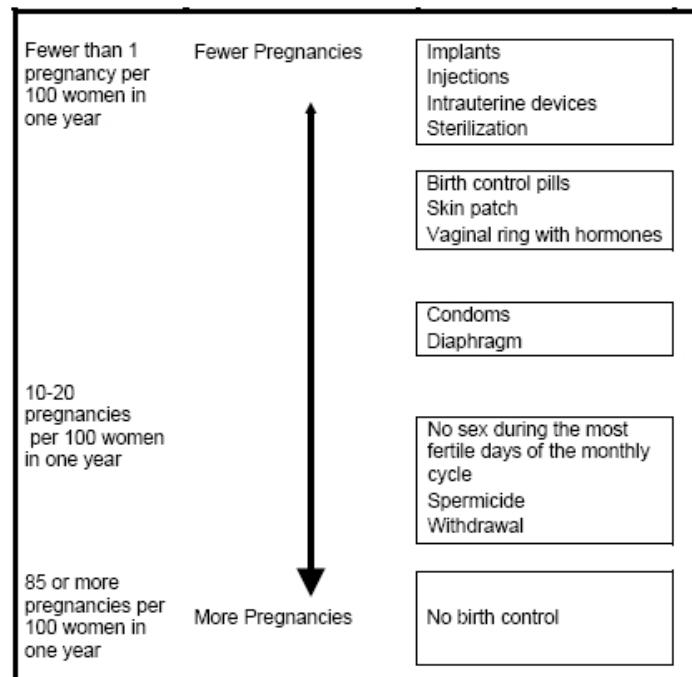 Fewer than 1
pregnancy per
100 women in
one year
Fewer Pregnancies
Implants
Injections
Intrauterine devices
Sterilization
Birth control pills
Skin patch
Vaginal ring with hormones
Condoms
Diaphragm
10-20
pregnancies
per 100 women
in one year
No sex during the most
fertile days of the monthly
cycle
Spermicide
Withdrawal
85 or more
pregnancies per
100 women in
one year
More Pregnancies
No birth control